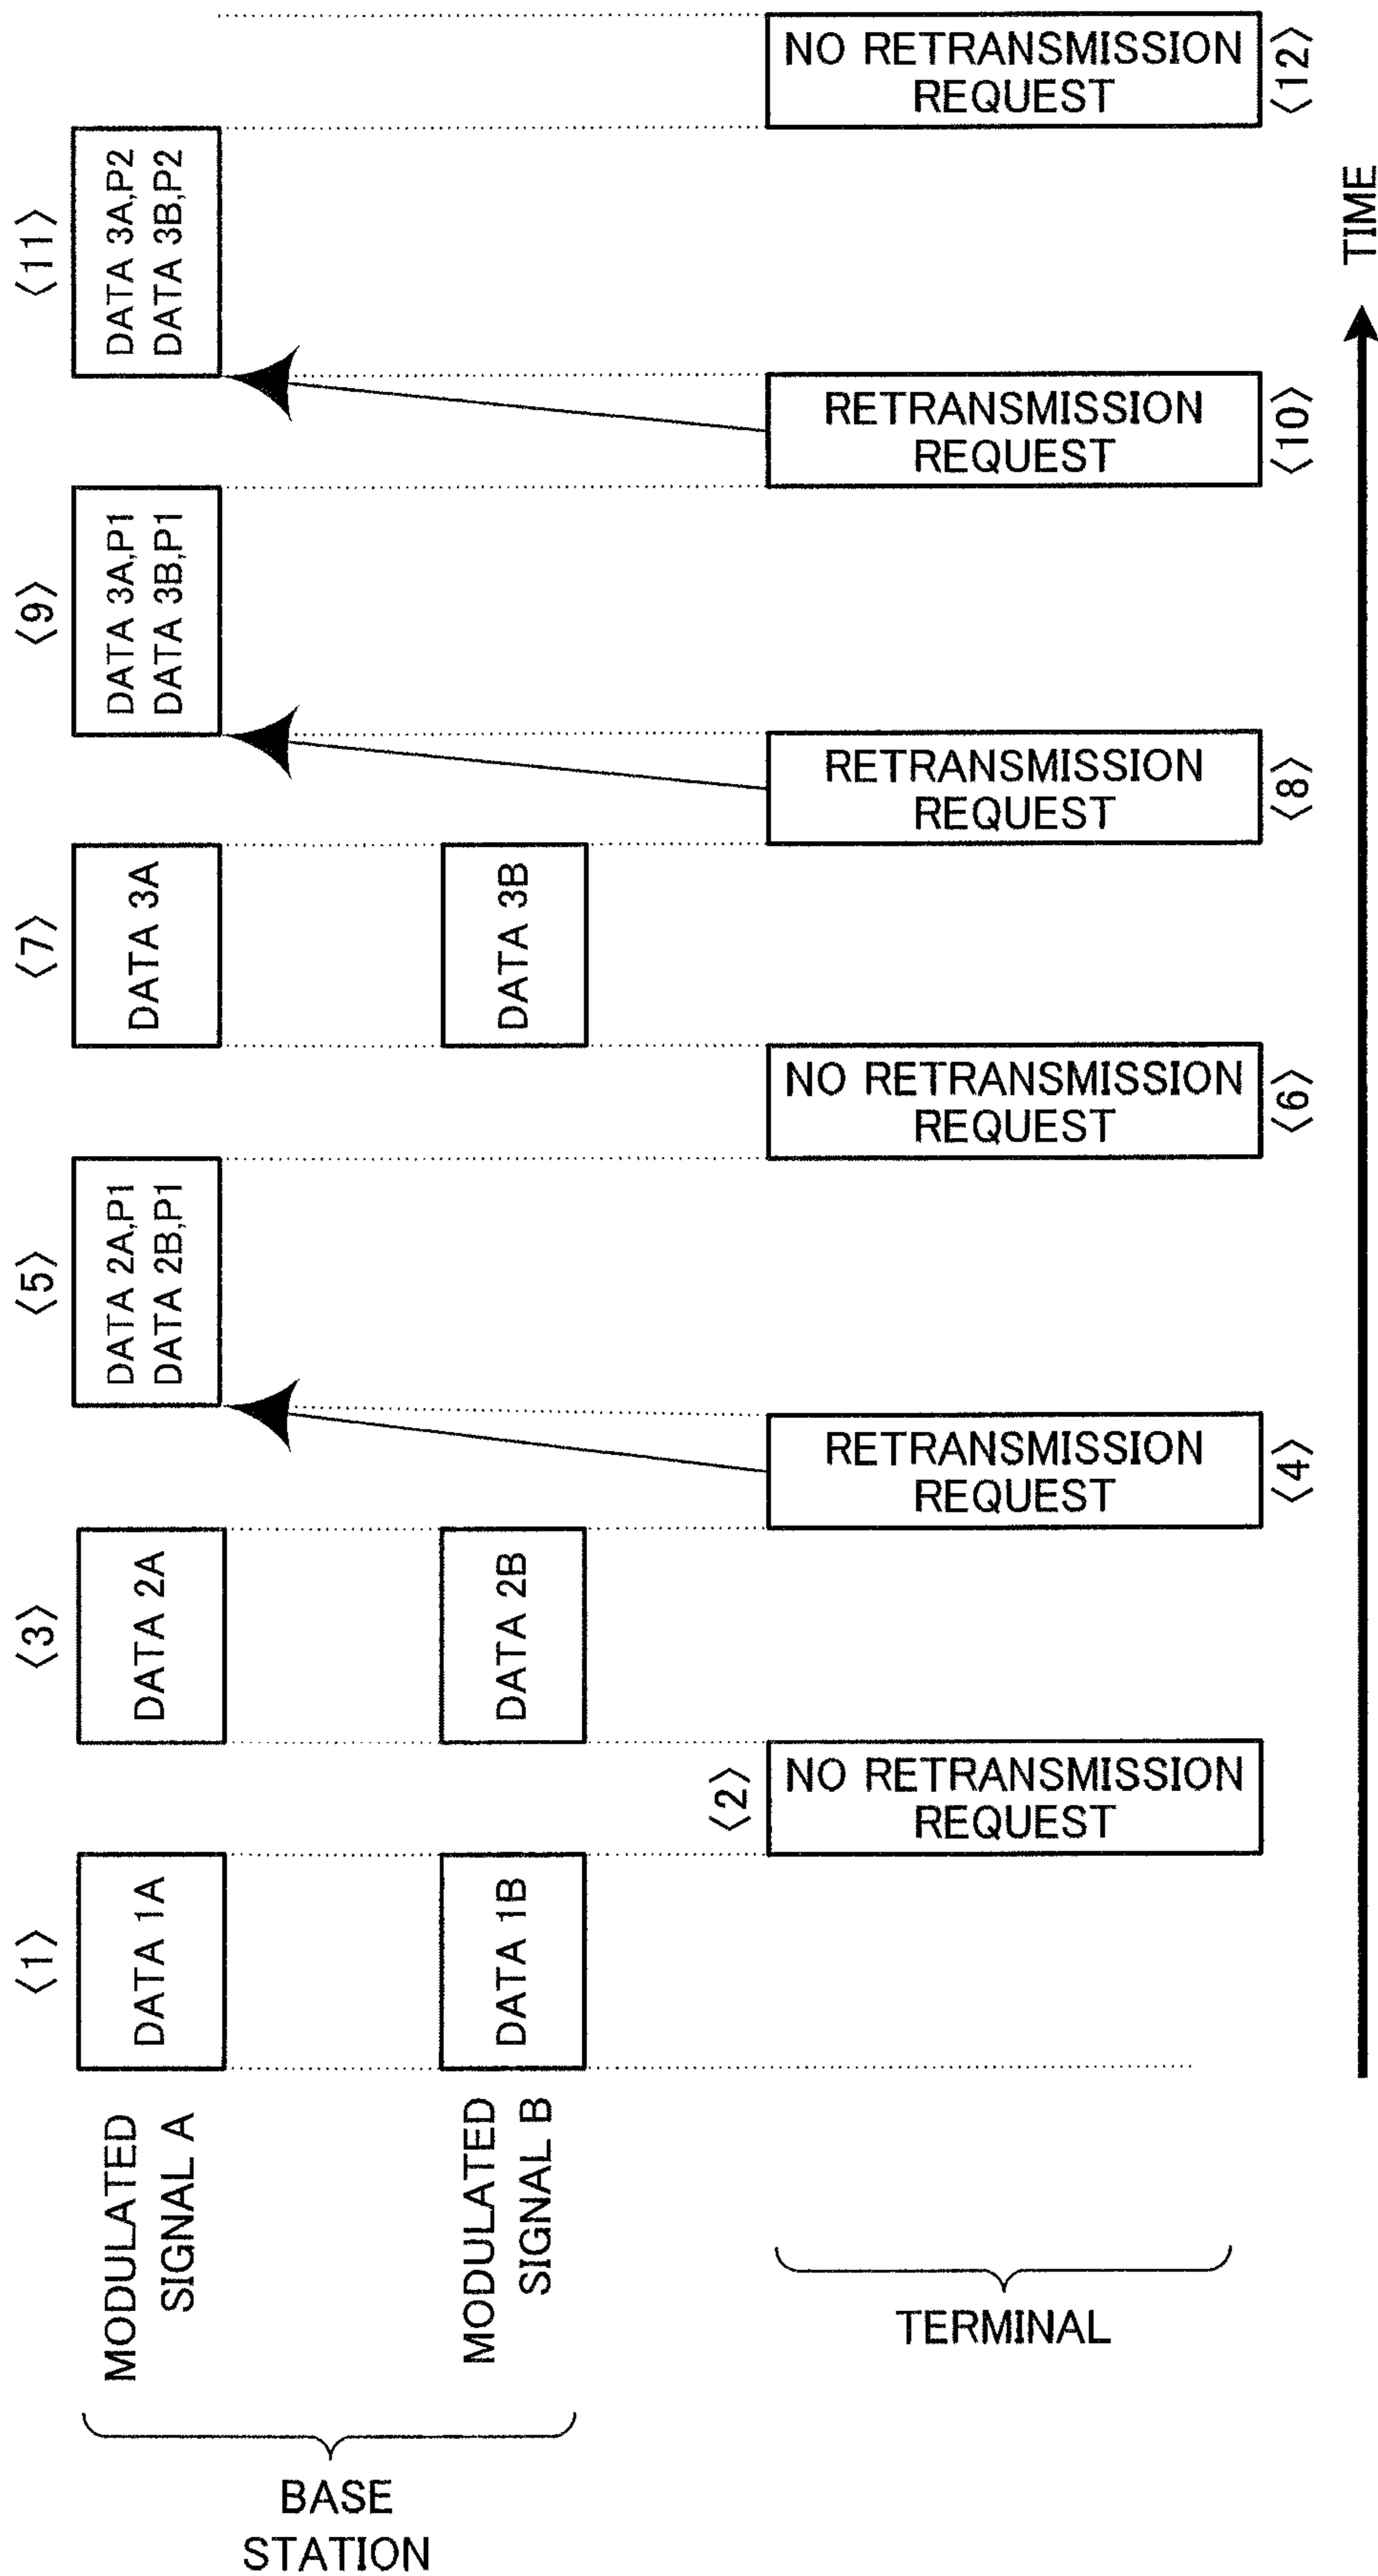 <1>
<3>
<5>
<7>
<9>
<11>
BASE
STATION
MODULATED
SIGNAL A
DATA 1A
DATA 2A
DATA 2A,P1
DATA 2B,P1
DATA 3A
DATA 3A,P1
DATA 3B,P1
DATA 3A,P2
DATA 3B,P2
MODULATED
SIGNAL B
DATA 1B
DATA 2B
DATA 3B
TERMINAL
<2>
NO RETRANSMISSION
REQUEST
RETRANSMISSION
REQUEST
<4>
NO RETRANSMISSION
REQUEST
<6>
RETRANSMISSION
REQUEST
<8>
RETRANSMISSION
REQUEST
<10>
NO RETRANSMISSION
REQUEST
<12>
TIME